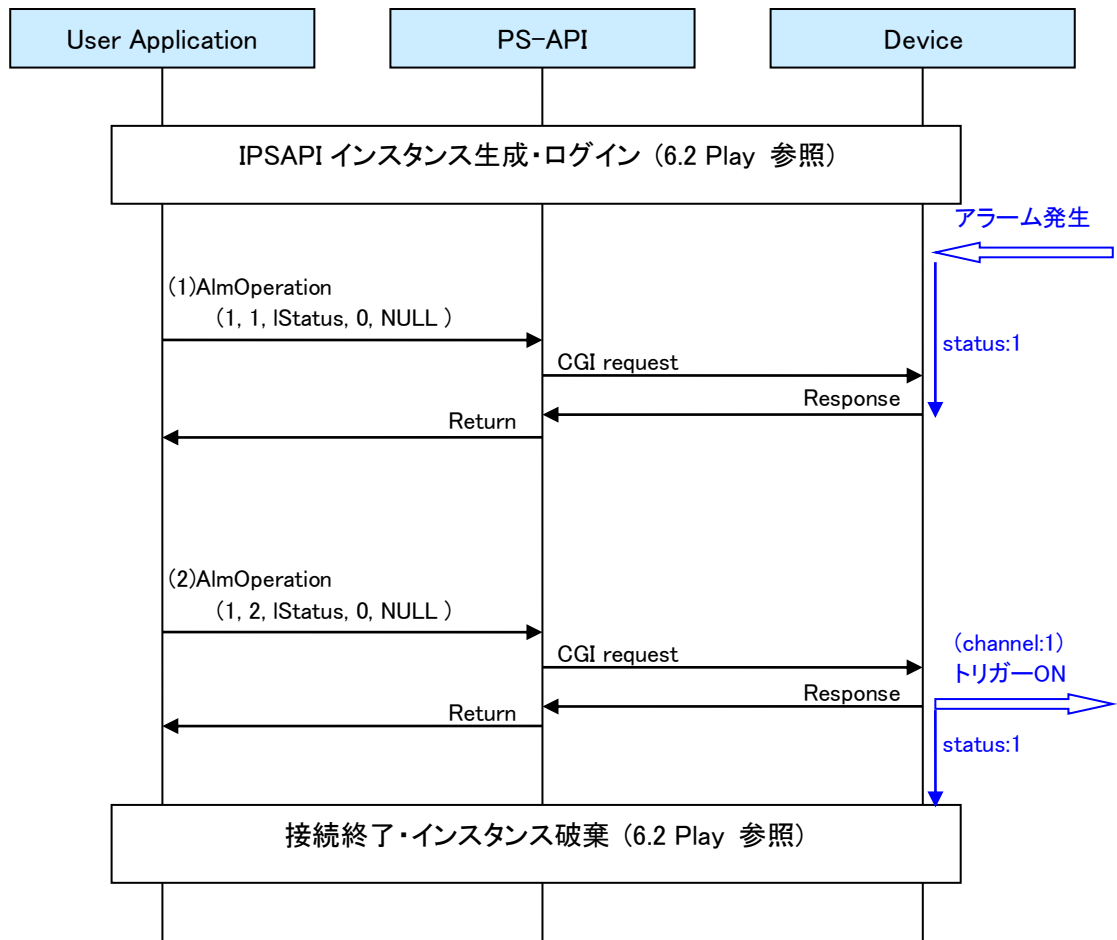 User Application
PS-API
Device
IPSAPI インスタンス生成・ログイン (6.2 Play 参照)
アラーム発生
(1)AlmOperation
(1, 1, lStatus, 0, NULL )
status:1
CGI request
Response
Return
(2)AlmOperation
(1, 2, lStatus, 0, NULL )
CGI request
(channel:1)
トリガーON
Response
Return
status:1
接続終了・インスタンス破棄 (6.2 Play 参照)